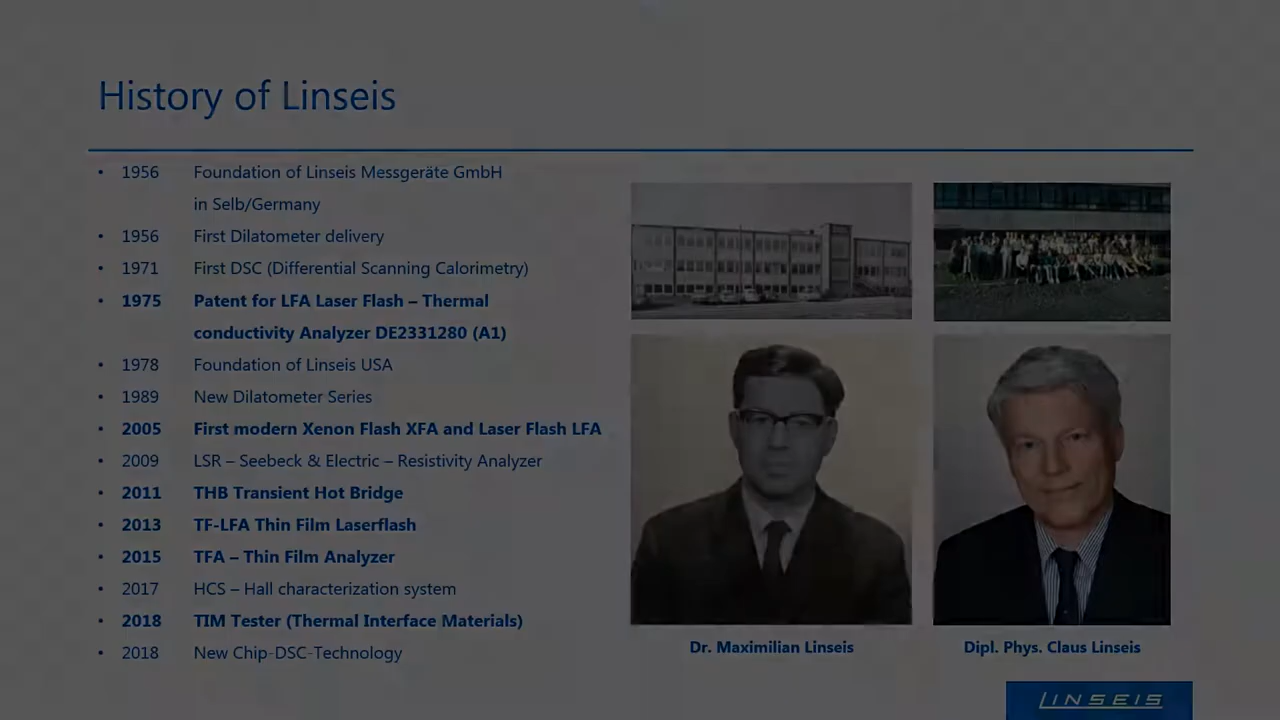 History of Linseis
• 1956 Foundation of Linseis Messgeräte GmbH
in Selb/Germany
• 1956 First Dilatometer delivery
• 1971 First DSC (Differential Scanning Calorimetry)
• 1975 Patent for LFA Laser Flash – Thermal
conductivity Analyzer DE2331280 (A1)
• 1978 Foundation of Linseis USA
• 1989 New Dilatometer Series
• 2005 First modern Xenon Flash XFA and Laser Flash LFA
• 2009 LSR – Seebeck & Electric – Resistivity Analyzer
• 2011 THB Transient Hot Bridge
• 2013 TF-LFA Thin Film Laserflash
• 2015 TFA – Thin Film Analyzer
• 2017 HCS – Hall characterization system
• 2018 TIM Tester (Thermal Interface Materials)
• 2018 New Chip-DSC-Technology
Dr. Maximilian Linseis
Dipl. Phys. Claus Linseis
LINSEIS